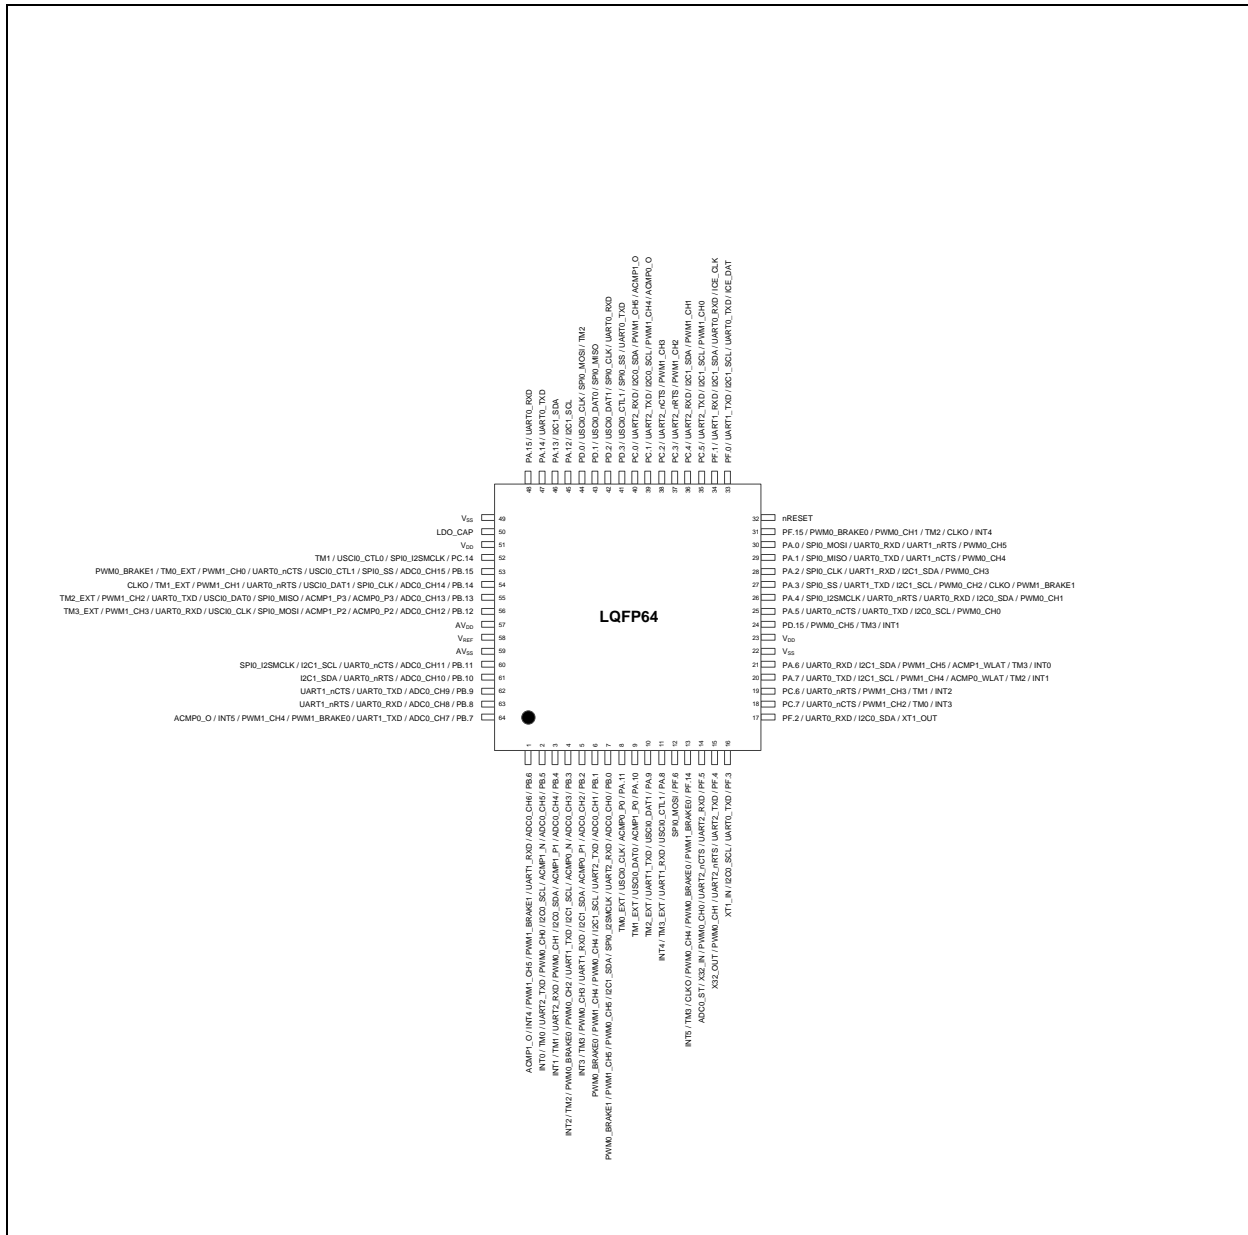 PA.15 / UART0_RXD
PA.14 / UART0_TXD
PA.13 / I2C1_SDA
PA.12 / I2C1_SCL
PD.0 / USCI0_CLK / SPI0_MOSI / TM2
PD.1 / USCI0_DAT0 / SPI0_MISO
PD.2 / USCI0_DAT1 / SPI0_CLK / UART0_RXD
PD.3 / USCI0_CTL1 / SPI0_SS / UART0_TXD
PC.0 / UART2_RXD / I2C0_SDA / PWM1_CH5 / ACMP1_O
PC.1 / UART2_TXD / I2C0_SCL / PWM1_CH4 / ACMP0_O
PC.2 / UART2_nCTS / PWM1_CH3
PC.3 / UART2_nRTS / PWM1_CH2
PC.4 / UART2_RXD / I2C1_SDA / PWM1_CH1
PC.5 / UART2_TXD / I2C1_SCL / PWM1_CH0
PF.1 / UART1_RXD / I2C1_SDA / UART0_RXD / ICE_CLK
PF.0 / UART1_TXD / I2C1_SCL / UART0_TXD / ICE_DAT
48 47 46 45 44 43 42 41 40 39 38 37 36 35 34 33
VSS 49
LDO_CAP 50
VDD 51
TM1 / USCI0_CTL0 / SPI0_I2SMCLK / PC.14 52
PWM0_BRAKE1 / TM0_EXT / PWM1_CH0 / UART0_nCTS / USCI0_CTL1 / SPI0_SS / ADC0_CH15 / PB.15 53
CLKO / TM1_EXT / PWM1_CH1 / UART0_nRTS / USCI0_DAT1 / SPI0_CLK / ADC0_CH14 / PB.14 54
TM2_EXT / PWM1_CH2 / UART0_TXD / USCI0_DAT0 / SPI0_MISO / ACMP1_P3 / ACMP0_P3 / ADC0_CH13 / PB.13 55
TM3_EXT / PWM1_CH3 / UART0_RXD / USCI0_CLK / SPI0_MOSI / ACMP1_P2 / ACMP0_P2 / ADC0_CH12 / PB.12 56
AVDD 57
VREF 58
AVSS 59
SPI0_I2SMCLK / I2C1_SCL / UART0_nCTS / ADC0_CH11 / PB.11 60
I2C1_SDA / UART0_nRTS / ADC0_CH10 / PB.10 61
UART1_nCTS / UART0_TXD / ADC0_CH9 / PB.9 62
UART1_nRTS / UART0_RXD / ADC0_CH8 / PB.8 63
ACMP0_O / INT5 / PWM1_CH4 / PWM1_BRAKE0 / UART1_TXD / ADC0_CH7 / PB.7 64
LQFP64
32 nRESET
31 PF.15 / PWM0_BRAKE0 / PWM0_CH1 / TM2 / CLKO / INT4
30 PA.0 / SPI0_MOSI / UART0_RXD / UART1_nRTS / PWM0_CH5
29 PA.1 / SPI0_MISO / UART0_TXD / UART1_nCTS / PWM0_CH4
28 PA.2 / SPI0_CLK / UART1_RXD / I2C1_SDA / PWM0_CH3
27 PA.3 / SPI0_SS / UART1_TXD / I2C1_SCL / PWM0_CH2 / CLKO / PWM1_BRAKE1
26 PA.4 / SPI0_I2SMCLK / UART0_nRTS / UART0_RXD / I2C0_SDA / PWM0_CH1
25 PA.5 / UART0_nCTS / UART0_TXD / I2C0_SCL / PWM0_CH0
24 PD.15 / PWM0_CH5 / TM3 / INT1
23 VDD
22 VSS
21 PA.6 / UART0_RXD / I2C1_SDA / PWM1_CH5 / ACMP1_WLAT / TM3 / INT0
20 PA.7 / UART0_TXD / I2C1_SCL / PWM1_CH4 / ACMP0_WLAT / TM2 / INT1
19 PC.6 / UART0_nRTS / PWM1_CH3 / TM1 / INT2
18 PC.7 / UART0_nCTS / PWM1_CH2 / TM0 / INT3
17 PF.2 / UART0_RXD / I2C0_SDA / XT1_OUT
1 2 3 4 5 6 7 8 9 10 11 12 13 14 15 16
ACMP1_O / INT4 / PWM1_CH5 / PWM1_BRAKE1 / UART1_RXD / ADC0_CH6 / PB.6
INT0 / TM0 / UART2_TXD / PWM0_CH0 / I2C0_SCL / ACMP1_N / ADC0_CH5 / PB.5
INT1 / TM1 / UART2_RXD / PWM0_CH1 / I2C0_SDA / ACMP1_P1 / ADC0_CH4 / PB.4
INT2 / TM2 / PWM0_BRAKE0 / PWM0_CH2 / UART1_TXD / I2C1_SCL / ACMP0_N / ADC0_CH3 / PB.3
INT3 / TM3 / PWM0_CH3 / UART1_RXD / I2C1_SDA / ACMP0_P1 / ADC0_CH2 / PB.2
PWM0_BRAKE0 / PWM1_CH4 / PWM0_CH4 / I2C1_SCL / UART2_TXD / ADC0_CH1 / PB.1
PWM0_BRAKE1 / PWM1_CH5 / PWM0_CH5 / I2C1_SDA / SPI0_I2SMCLK / UART2_RXD / ADC0_CH0 / PB.0
TM0_EXT / USCI0_CLK / ACMP0_P0 / PA.11
TM1_EXT / USCI0_DAT0 / ACMP1_P0 / PA.10
TM2_EXT / UART1_TXD / USCI0_DAT1 / PA.9
INT4 / TM3_EXT / UART1_RXD / USCI0_CTL1 / PA.8
SPI0_MOSI / PF.6
INT5 / TM3 / CLKO / PWM0_CH4 / PWM0_BRAKE0 / PWM1_BRAKE0 / PF.14
ADC0_ST / X32_IN / PWM0_CH0 / UART2_nCTS / UART2_RXD / PF.5
X32_OUT / PWM0_CH1 / UART2_nRTS / UART2_TXD / PF.4
XT1_IN / I2C0_SCL / UART0_TXD / PF.3